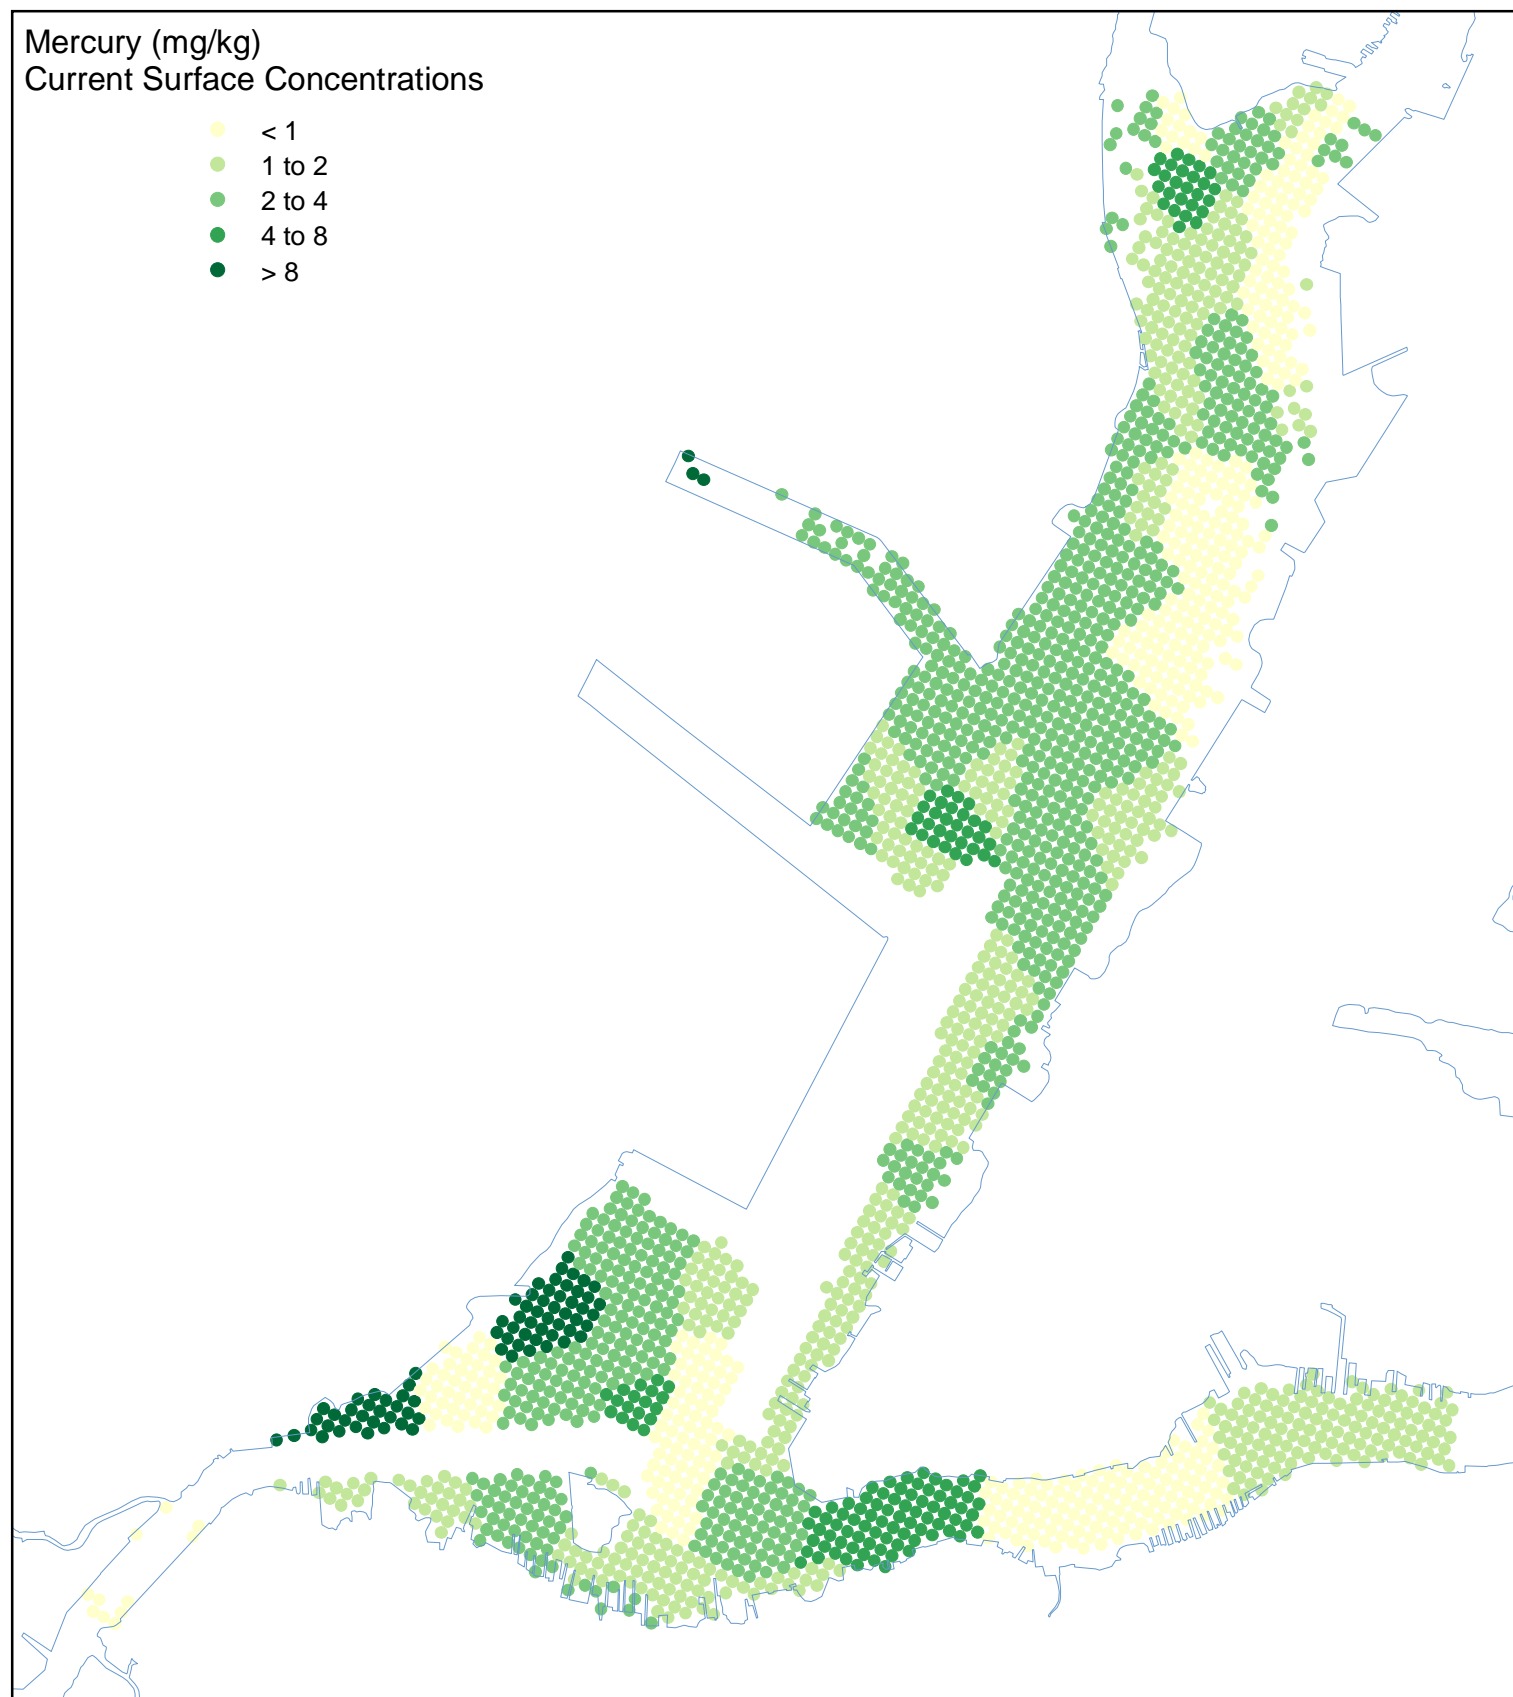 Mercury (mg/kg)
Current Surface Concentrations
< 1
1 to 2
2 to 4
4 to 8
> 8